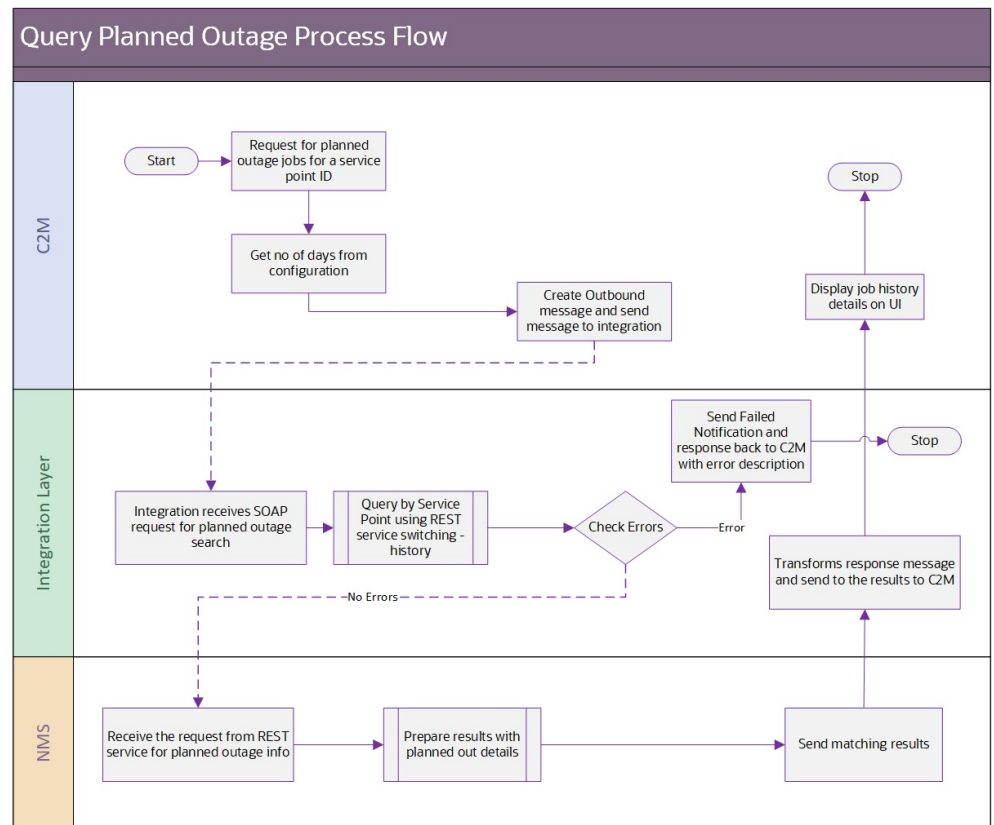 Query Planned Outage Process Flow
C2M
Start
Request for planned
outage jobs for a service
point ID
Get no of days from
configuration
Create Outbound
message and send
message to integration
Stop
Display job history
details on UI
Integration Layer
Integration receives SOAP
request for planned outage
search
Query by Service
Point using REST
service switching -
history
Check Errors
Error
No Errors
Send Failed
Notification and
response back to C2M
with error description
Stop
Transforms response message
and send to the results to C2M
NMS
Receive the request from REST
service for planned outage info
Prepare results with
planned out details
Send matching results